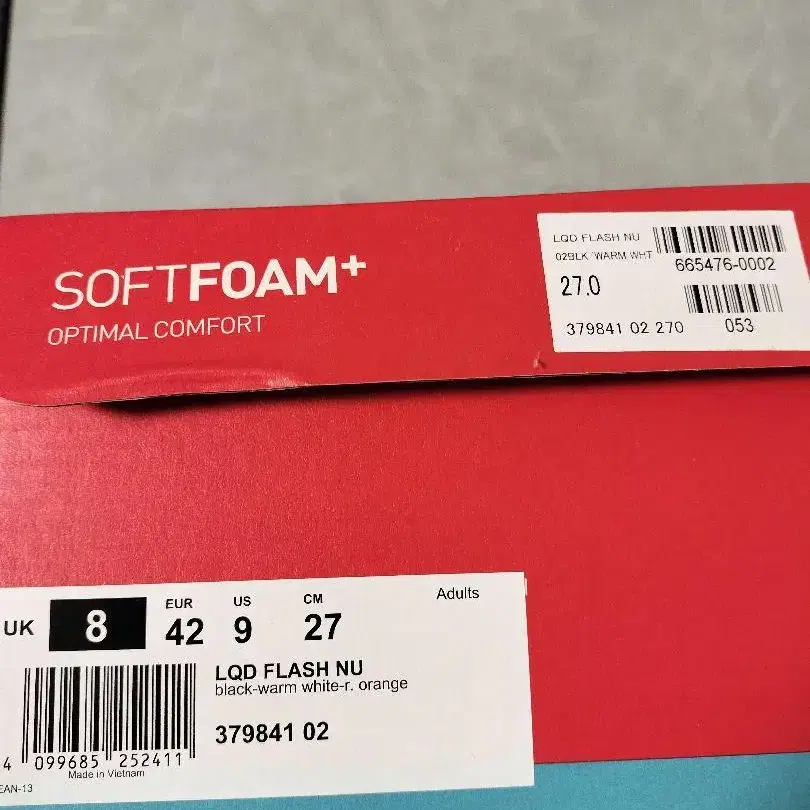 SOFTFOAM+
OPTIMAL COMFORT
LQD FLASH NU
02BLK/WARM WHT
665476-0002
27.0
379841 02 270
053
Adults
UK 8 EUR 42 US 9 CM 27
LQD FLASH NU
black-warm white-r. orange
379841 02
4 099685 252411
Made in Vietnam
EAN-13